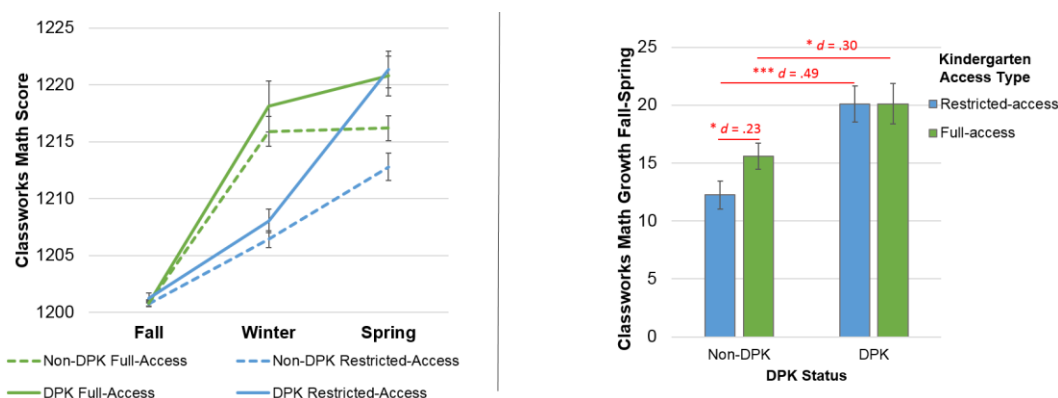 1225
1220
1215
1210
1205
1200
Classworks Math Score
Fall Winter Spring
Non-DPK Full-Access Non-DPK Restricted-Access
DPK Full-Access DPK Restricted-Access
25
20
15
10
5
0
Classworks Math Growth Fall-Spring
* d = .30
*** d = .49
* d = .23
Non-DPK DPK
DPK Status
Kindergarten
Access Type
Restricted-access
Full-access